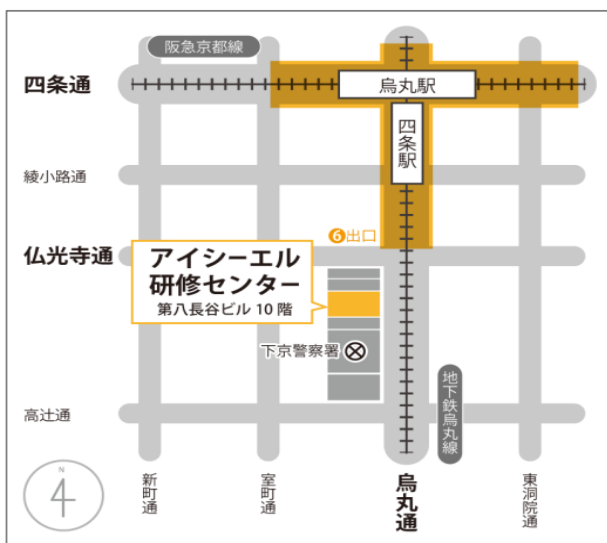 阪急京都線
四条通
烏丸駅
四条駅
綾小路通
❻出口
仏光寺通
アイシーエル
研修センター
第八長谷ビル 10 階
下京警察署
地下鉄烏丸線
高辻通
N
新町通
室町通
烏丸通
東洞院通